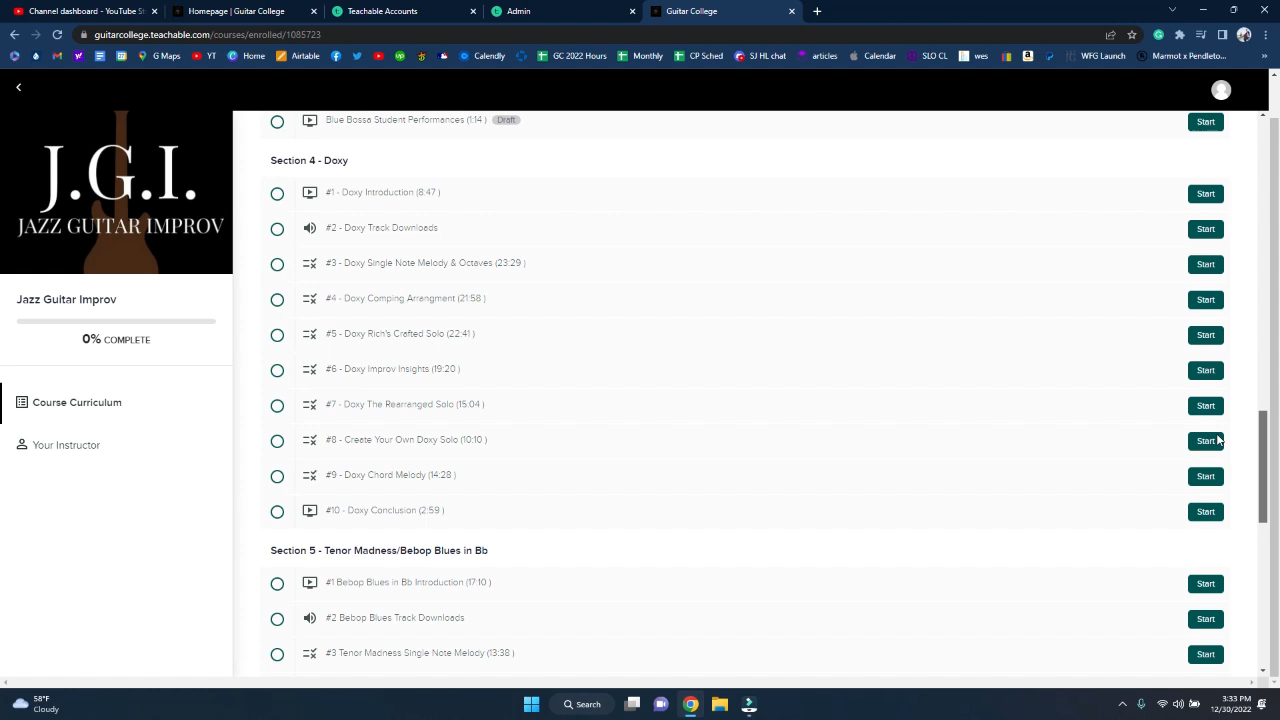 Channel dashboard - YouTube St
Homepage | Guitar College
Teachable Accounts
Admin
Guitar College
guitarcollege.teachable.com/courses/enrolled/1085723
G Maps
YT
Home
Airtable
Calendly
GC 2022 Hours
Monthly
CP Sched
SJ HL chat
articles
Calendar
SLO CL
wes
WFG Launch
Marmot x Pendleto...
J.G.I.
JAZZ GUITAR IMPROV
Jazz Guitar Improv
0% COMPLETE
Course Curriculum
Your Instructor
Blue Bossa Student Performances (1:14 ) Draft Start
Section 4 - Doxy
#1 - Doxy Introduction (8:47 ) Start
#2 - Doxy Track Downloads Start
#3 - Doxy Single Note Melody & Octaves (23:29 ) Start
#4 - Doxy Comping Arrangment (21:58 ) Start
#5 - Doxy Rich's Crafted Solo (22:41 ) Start
#6 - Doxy Improv Insights (19:20 ) Start
#7 - Doxy The Rearranged Solo (15:04 ) Start
#8 - Create Your Own Doxy Solo (10:10 ) Start
#9 - Doxy Chord Melody (14:28 ) Start
#10 - Doxy Conclusion (2:59 ) Start
Section 5 - Tenor Madness/Bebop Blues in Bb
#1 Bebop Blues in Bb Introduction (17:10 ) Start
#2 Bebop Blues Track Downloads Start
#3 Tenor Madness Single Note Melody (13:38 ) Start
58°F
Cloudy
Search
3:33 PM
12/30/2022